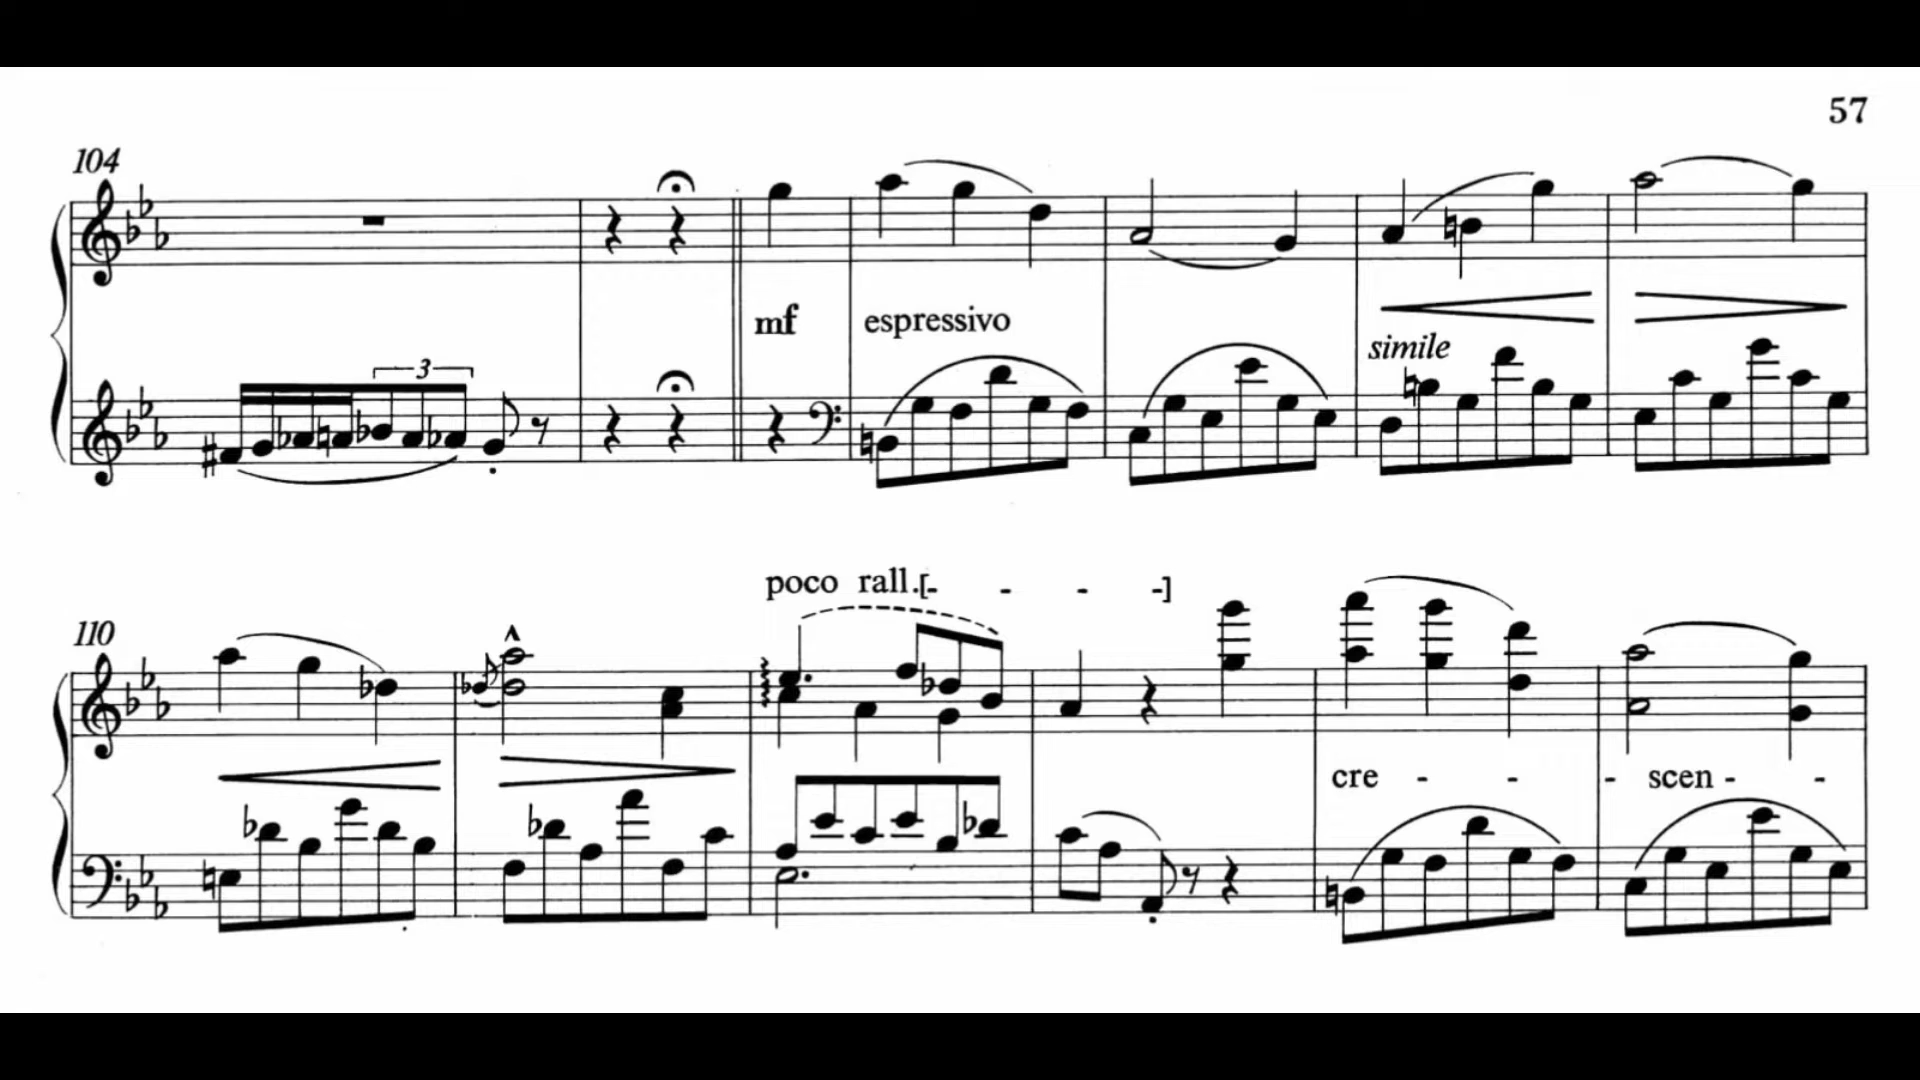 57
104
3
mf espressivo
simile
110
poco rall.[- - - -]
cre - - - scen - -